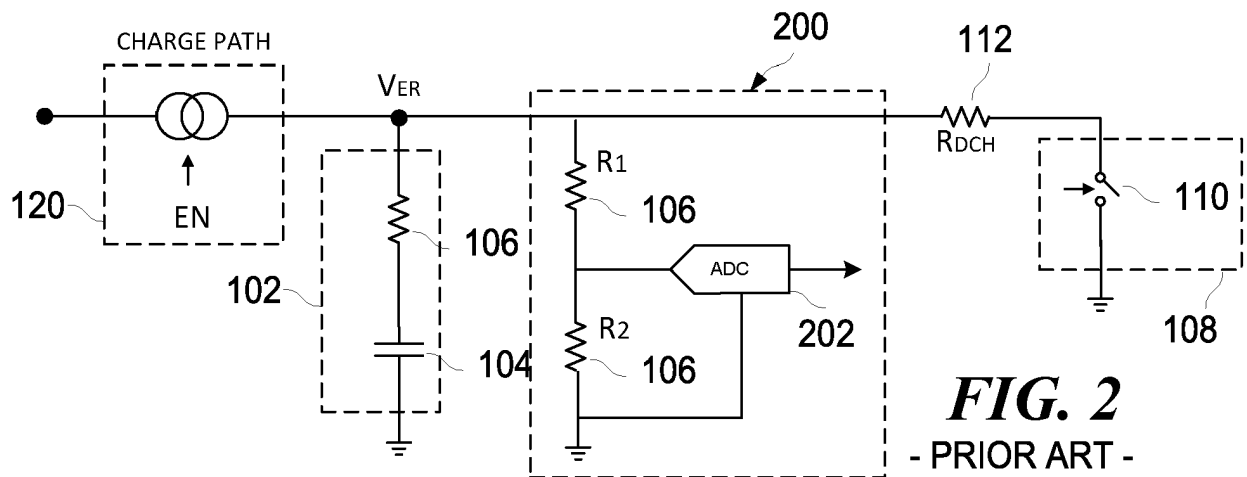 CHARGE PATH
200
112
VER
RDCH
120
EN
R1
106
106
110
ADC
102
202
R2
108
104
106
FIG. 2
- PRIOR ART -